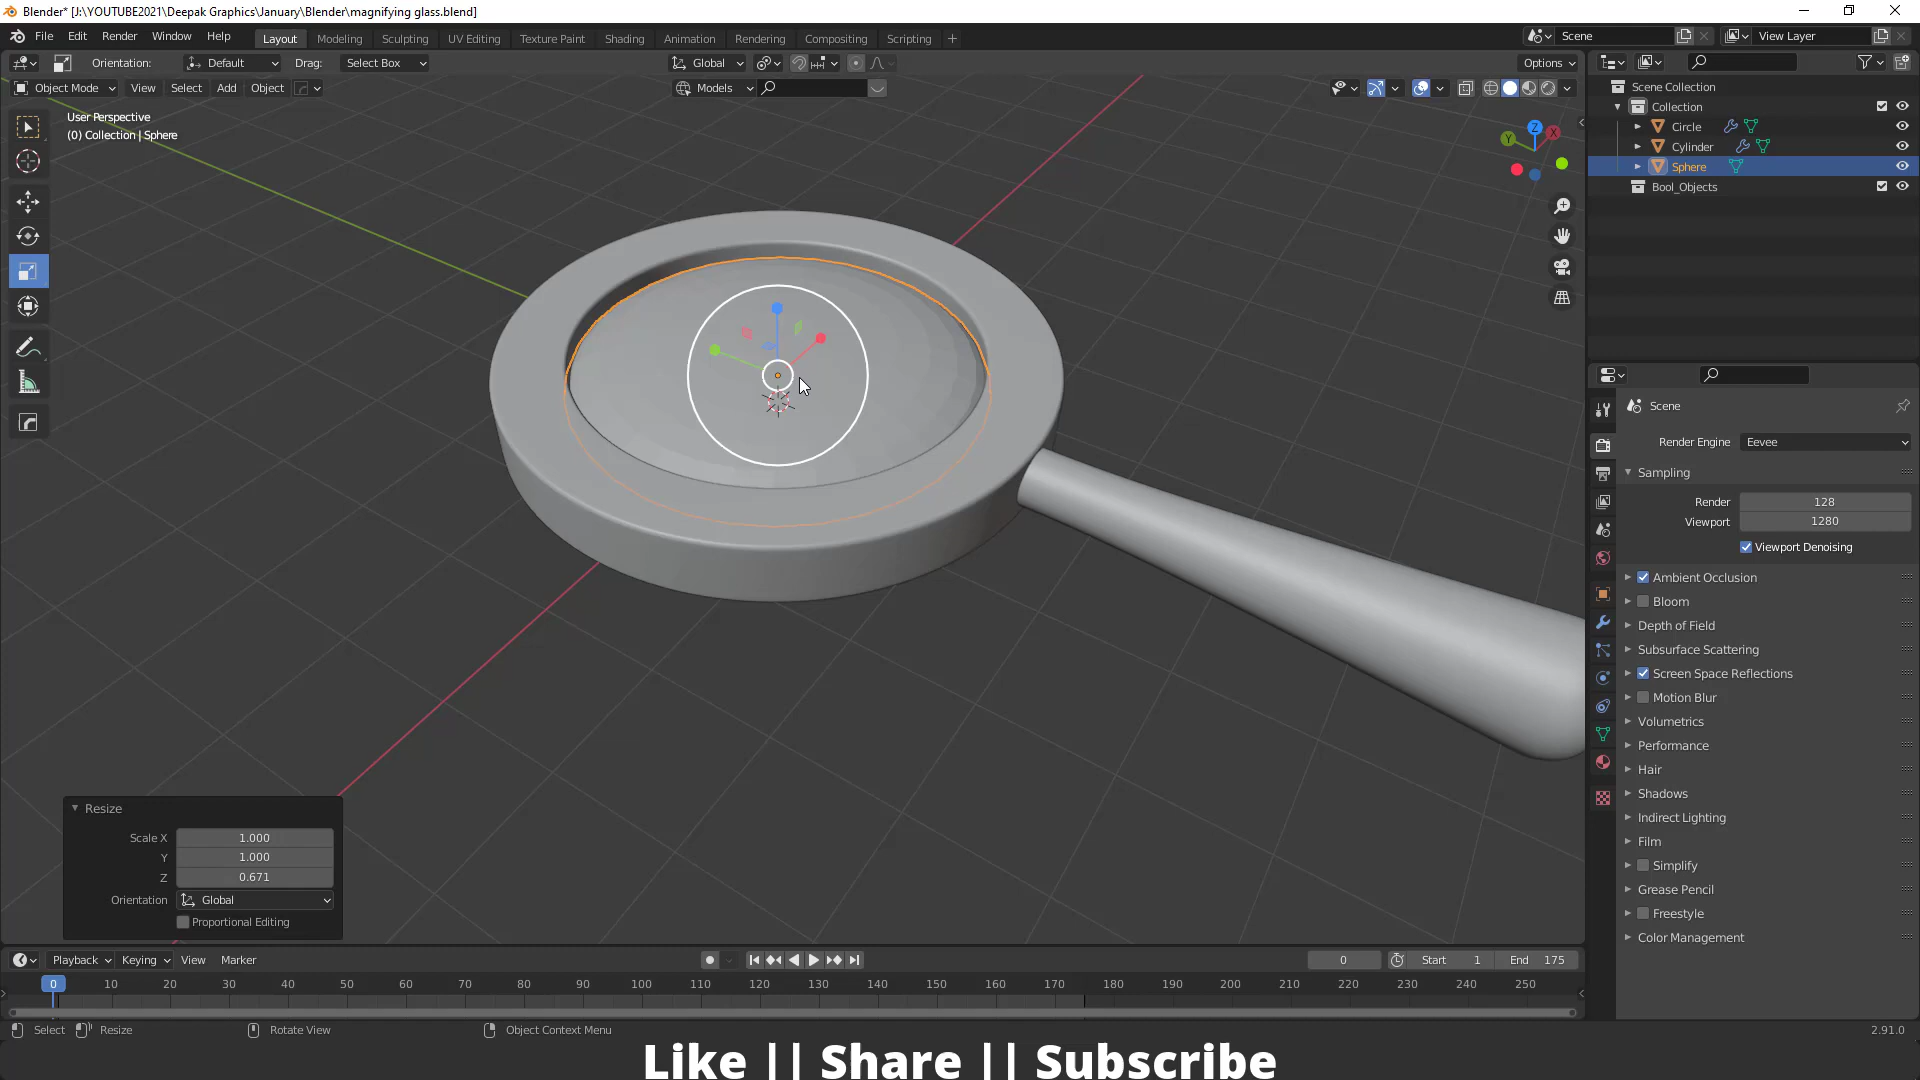 Blender* [J:\YOUTUBE2021\Deepak Graphics\January\Blender\magnifying glass.blend]
File Edit Render Window Help Layout Modeling Sculpting UV Editing Texture Paint Shading Animation Rendering Compositing Scripting + Scene View Layer
Orientation: Default Drag: Select Box Global Options
Object Mode View Select Add Object Models
User Perspective
(0) Collection | Sphere
Z
Y
X
Scene Collection
Collection
Circle
Cylinder
Sphere
Bool_Objects
Scene
Render Engine Eevee
Sampling
Render 128
Viewport 1280
Viewport Denoising
Ambient Occlusion
Bloom
Depth of Field
Subsurface Scattering
Screen Space Reflections
Motion Blur
Volumetrics
Performance
Hair
Shadows
Indirect Lighting
Film
Simplify
Grease Pencil
Freestyle
Color Management
Resize
Scale X 1.000
Y 1.000
Z 0.671
Orientation Global
Proportional Editing
Playback Keying View Marker 0 Start 1 End 175
0 10 20 30 40 50 60 70 80 90 100 110 120 130 140 150 160 170 180 190 200 210 220 230 240 250
Select Resize Rotate View Object Context Menu 2.91.0
Like || Share || Subscribe